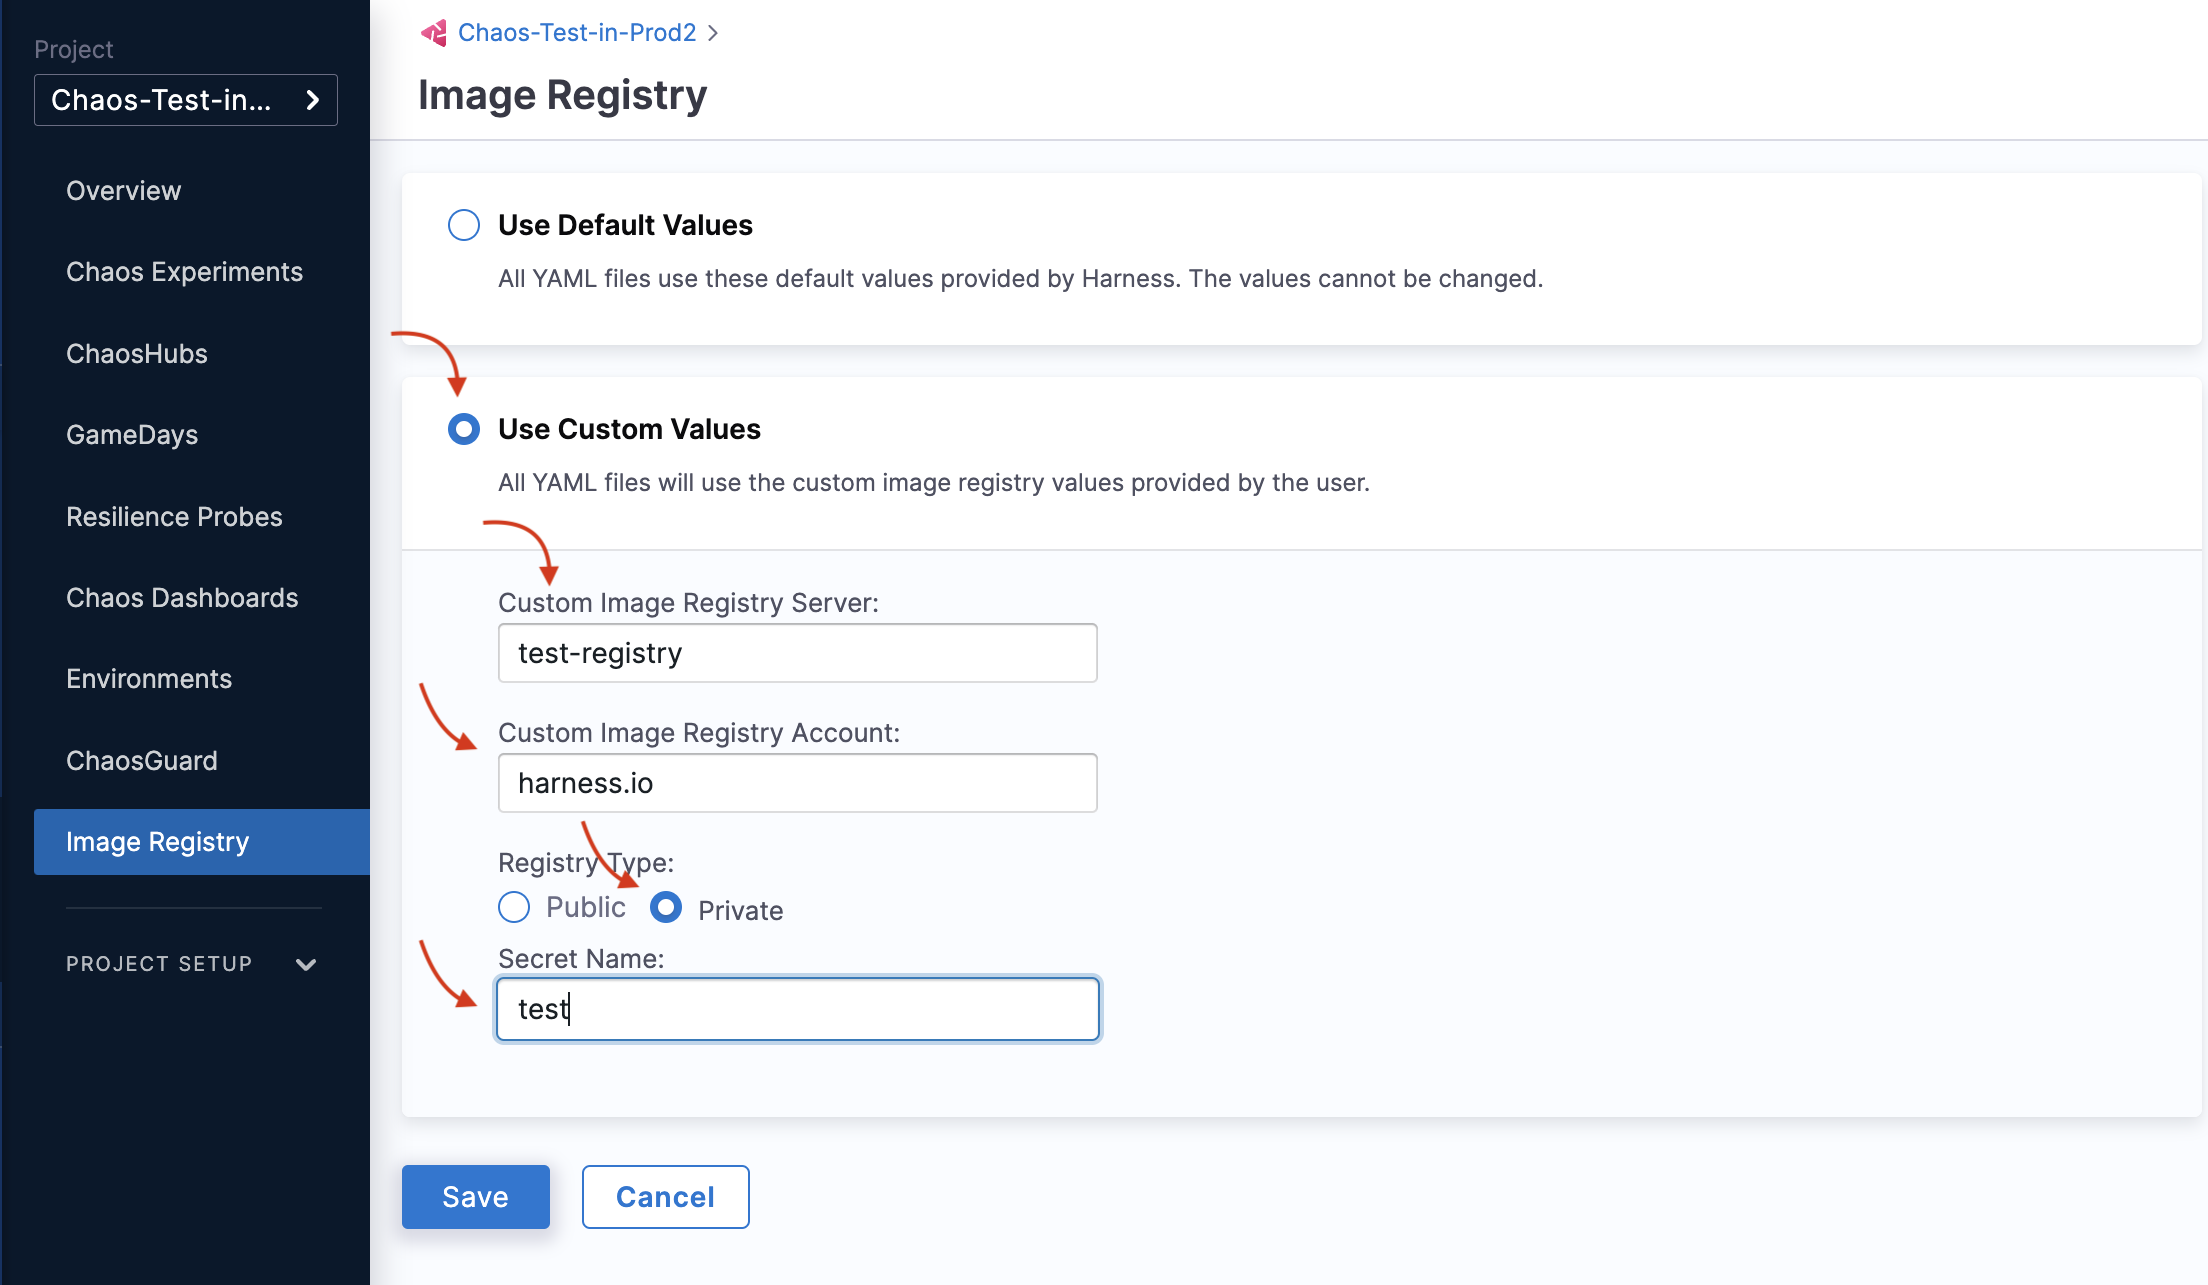 Project
Chaos-Test-in...
Overview
Chaos Experiments
ChaosHubs
GameDays
Resilience Probes
Chaos Dashboards
Environments
ChaosGuard
Image Registry
PROJECT SETUP
Chaos-Test-in-Prod2
Image Registry
Use Default Values
All YAML files use these default values provided by Harness. The values cannot be changed.
Use Custom Values
All YAML files will use the custom image registry values provided by the user.
Custom Image Registry Server:
test-registry
Custom Image Registry Account:
harness.io
Registry Type:
Public Private
Secret Name:
test
Save Cancel